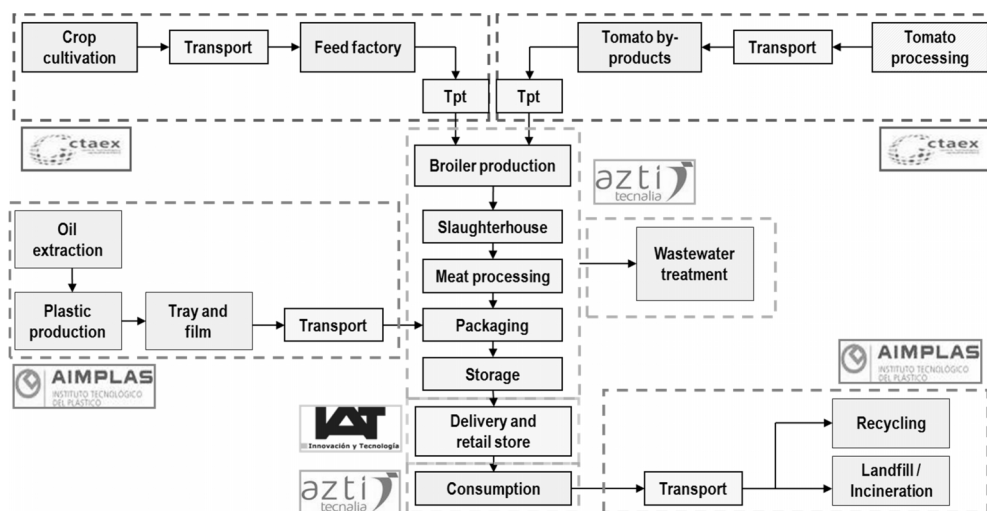 Crop
cultivation
Transport
Feed factory
Tomato by-
products
Transport
Tomato
processing
Tpt
Tpt
ctaex
ctaex
Broiler production
azti
tecnalia
Oil
extraction
Slaughterhouse
Wastewater
treatment
Meat processing
Plastic
production
Tray and
film
Transport
Packaging
Storage
AIMPLAS
INSTITUTO TECNOLÓGICO
DEL PLÁSTICO
AIMPLAS
INSTITUTO TECNOLÓGICO
DEL PLÁSTICO
IAT
Innovación y Tecnología
Delivery and
retail store
Recycling
azti
tecnalia
Consumption
Transport
Landfill /
Incineration